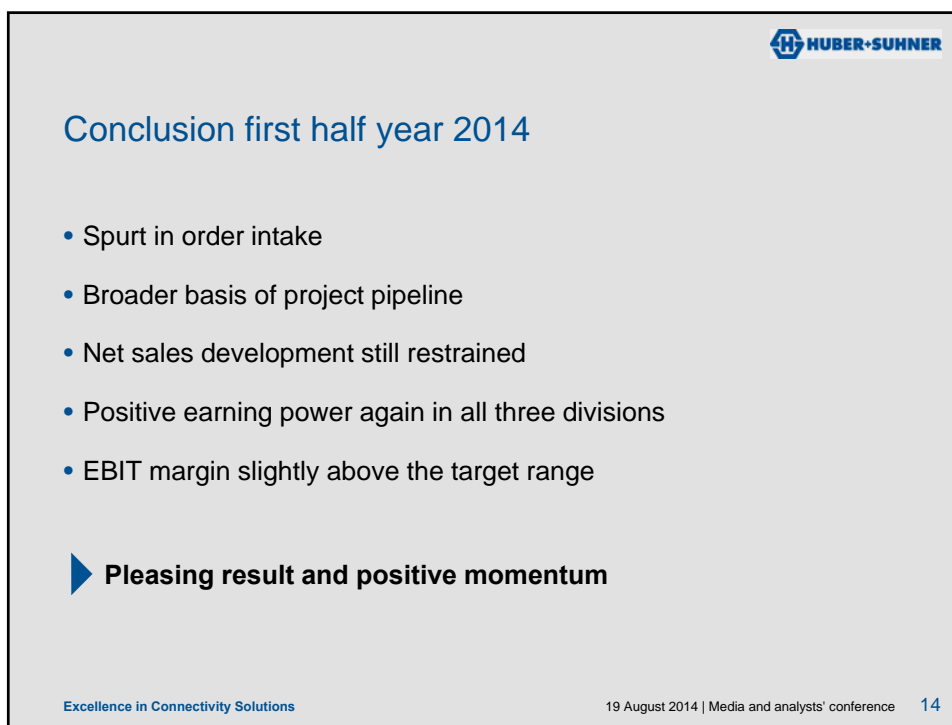 HUBER+SUHNER
Conclusion first half year 2014
• Spurt in order intake
• Broader basis of project pipeline
• Net sales development still restrained
• Positive earning power again in all three divisions
• EBIT margin slightly above the target range
Pleasing result and positive momentum
Excellence in Connectivity Solutions 19 August 2014 | Media and analysts' conference 14